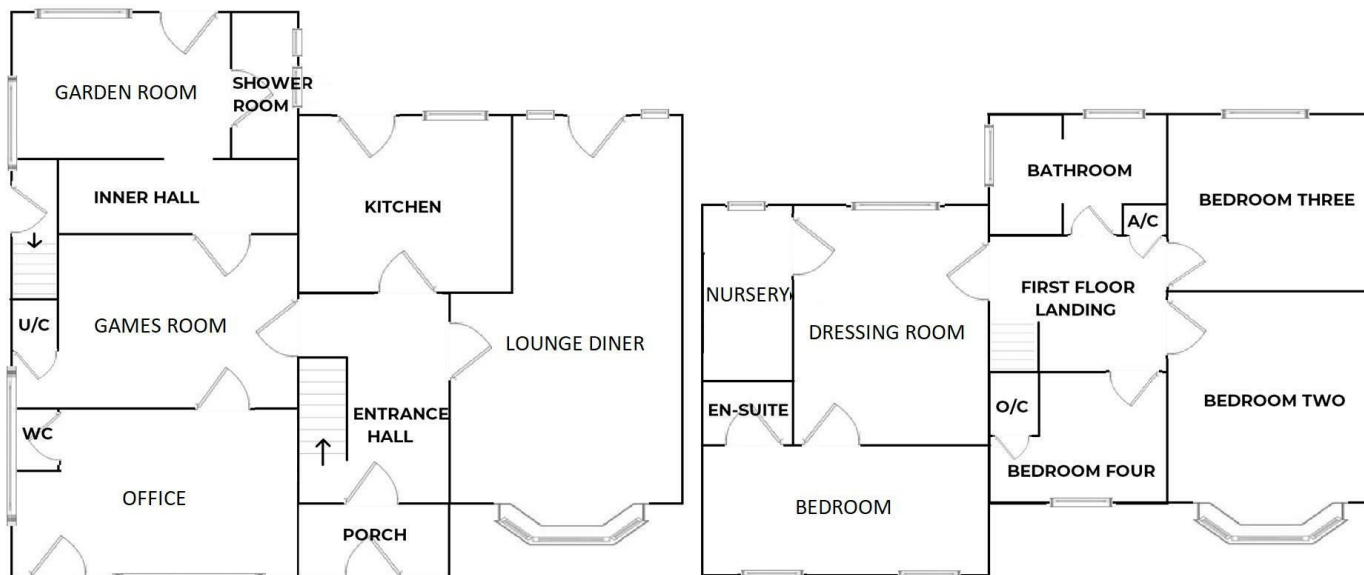 GARDEN ROOM
SHOWER
ROOM
INNER HALL
KITCHEN
U/C
GAMES ROOM
LOUNGE DINER
WC
ENTRANCE
HALL
OFFICE
PORCH
BATHROOM
A/C
BEDROOM THREE
NURSERY
FIRST FLOOR
LANDING
DRESSING ROOM
EN-SUITE
O/C
BEDROOM TWO
BEDROOM FOUR
BEDROOM